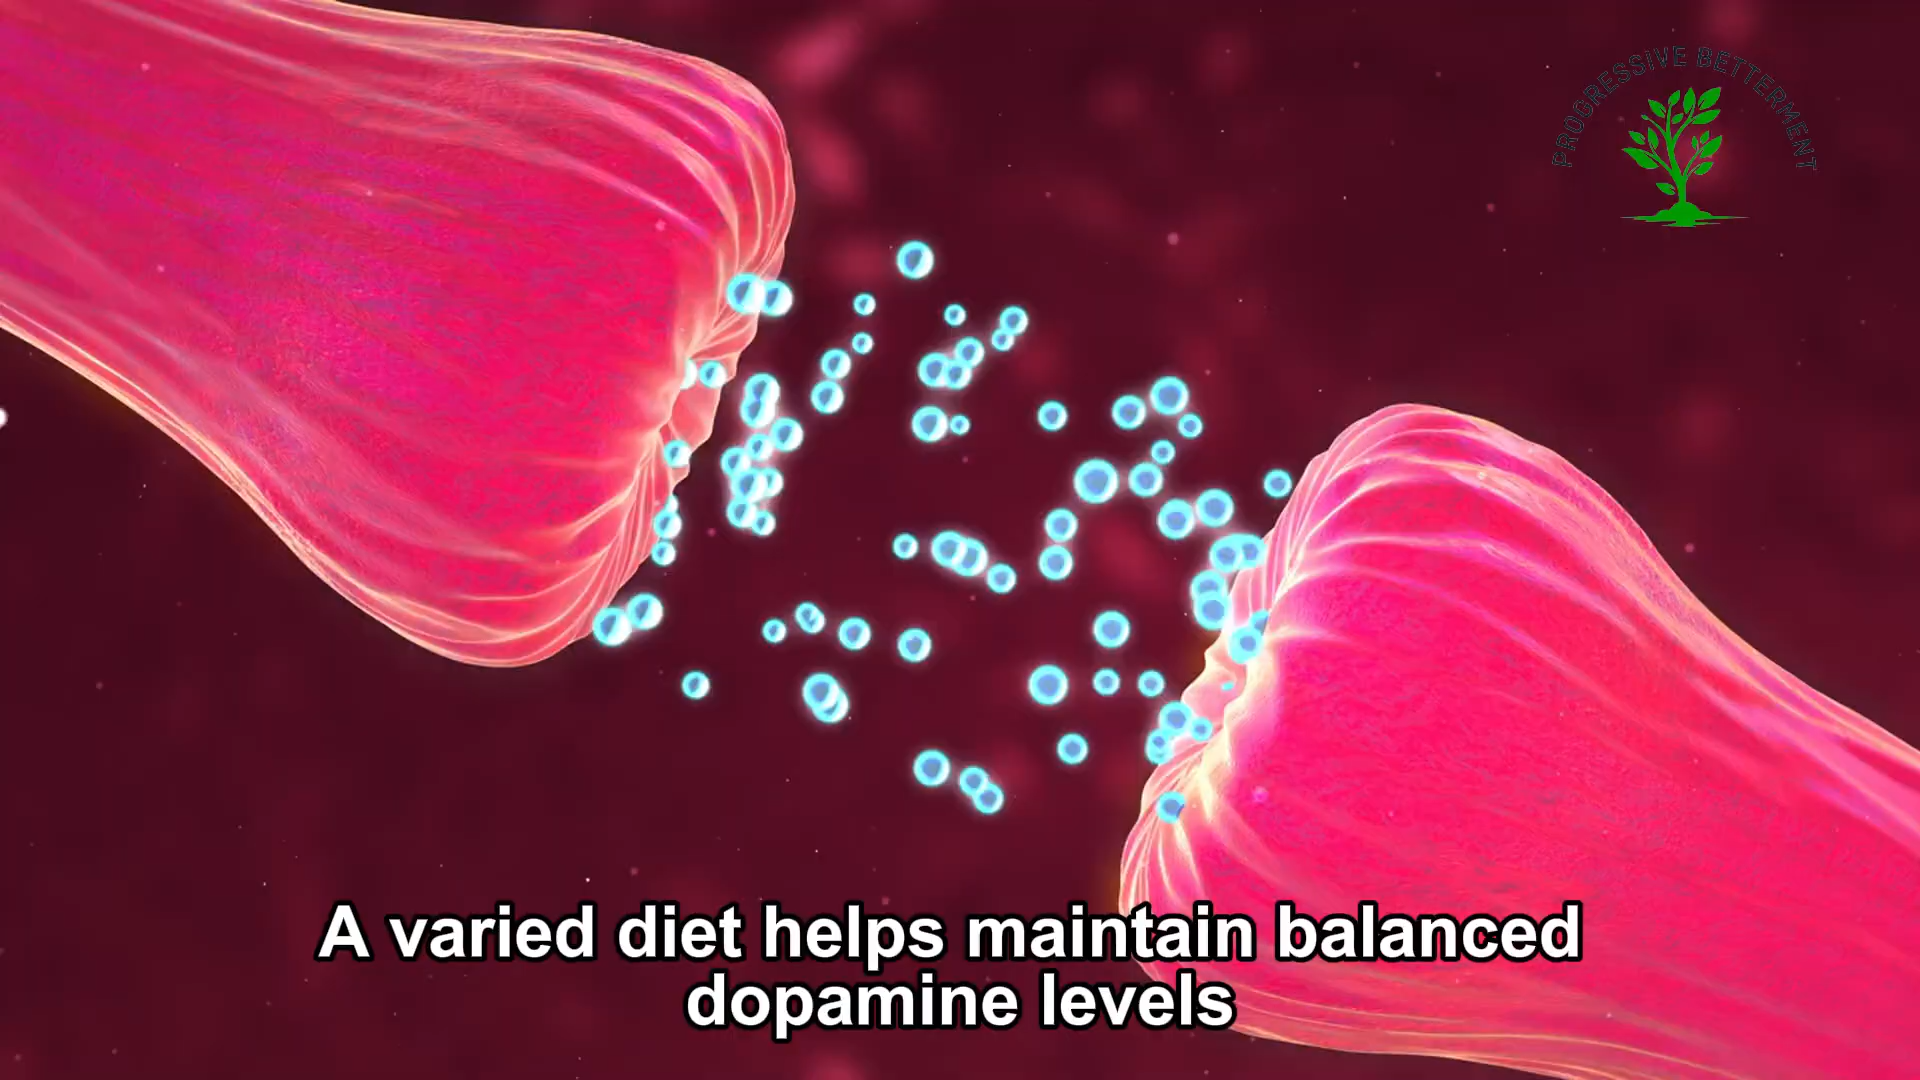 PROGRESSIVE BETTERMENT
A varied diet helps maintain balanced
dopamine levels